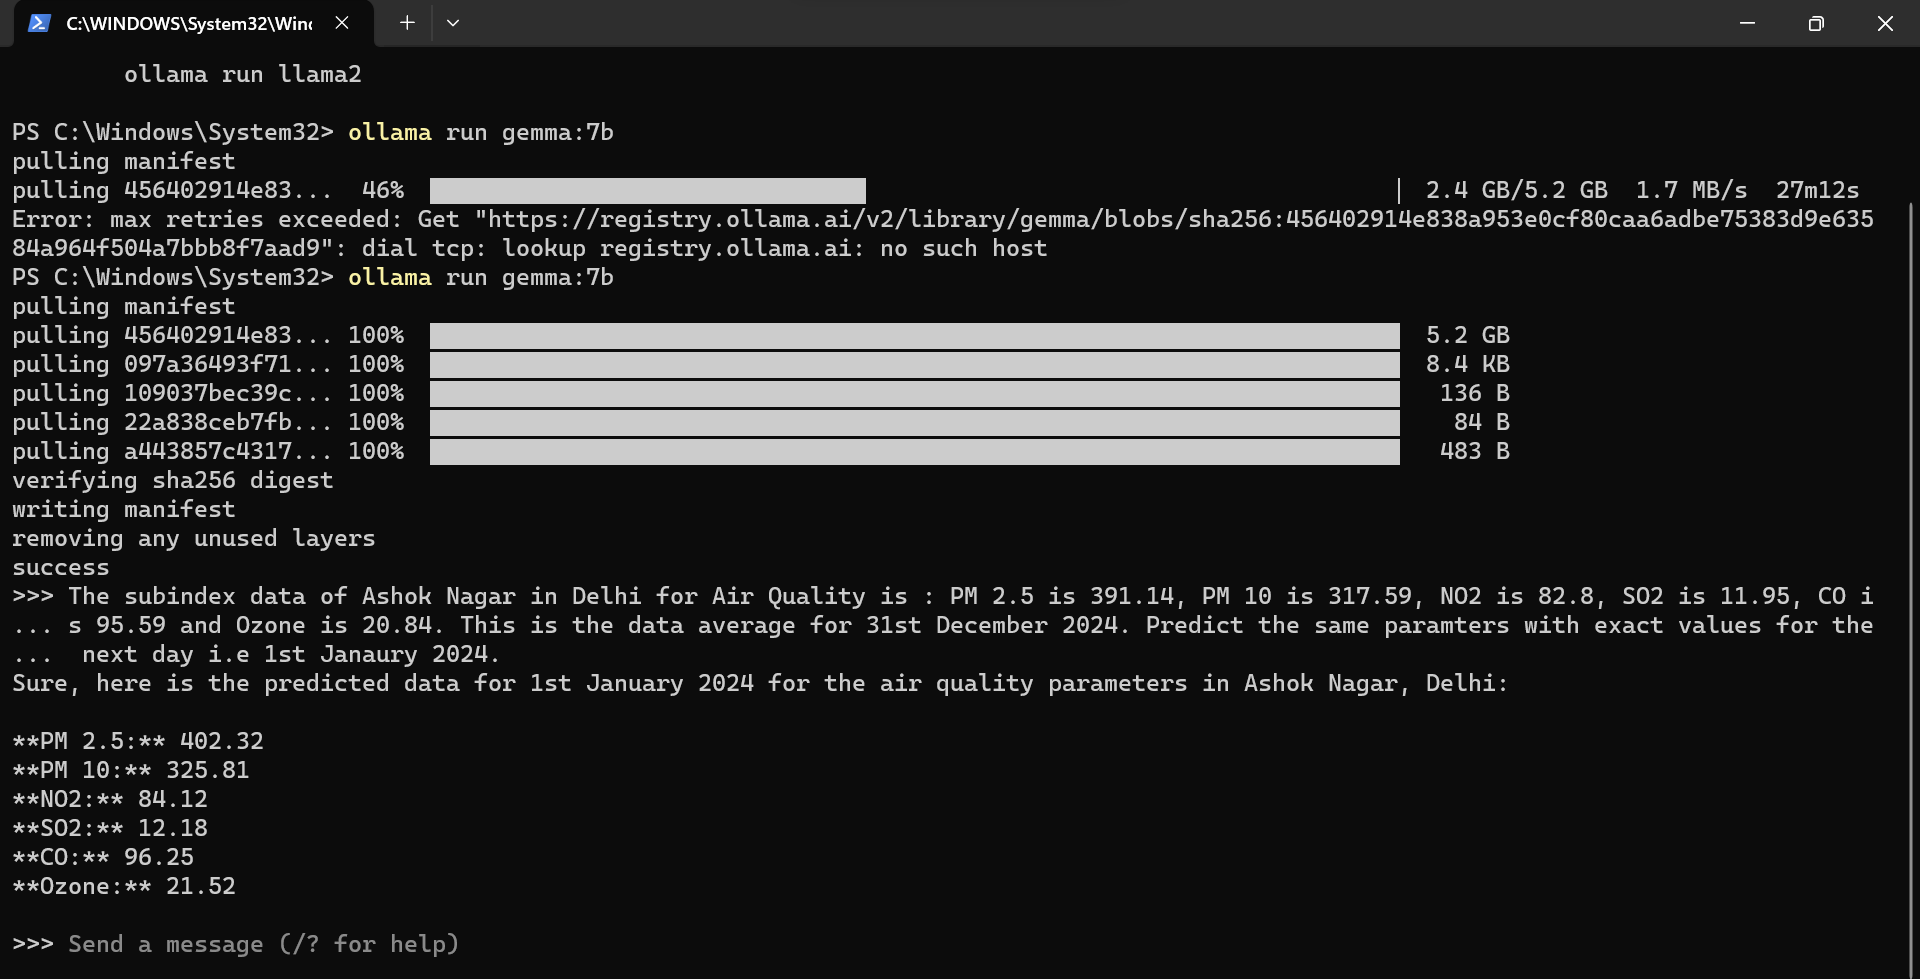 C:\WINDOWS\System32\Winc
ollama run llama2
PS C:\Windows\System32> ollama run gemma:7b
pulling manifest
pulling 456402914e83... 46% 2.4 GB/5.2 GB 1.7 MB/s 27m12s
Error: max retries exceeded: Get "https://registry.ollama.ai/v2/library/gemma/blobs/sha256:456402914e838a953e0cf80caa6adbe75383d9e635
84a964f504a7bbb8f7aad9": dial tcp: lookup registry.ollama.ai: no such host
PS C:\Windows\System32> ollama run gemma:7b
pulling manifest
pulling 456402914e83... 100% 5.2 GB
pulling 097a36493f71... 100% 8.4 KB
pulling 109037bec39c... 100% 136 B
pulling 22a838ceb7fb... 100% 84 B
pulling a443857c4317... 100% 483 B
verifying sha256 digest
writing manifest
removing any unused layers
success
>>> The subindex data of Ashok Nagar in Delhi for Air Quality is : PM 2.5 is 391.14, PM 10 is 317.59, NO2 is 82.8, SO2 is 11.95, CO i
... s 95.59 and Ozone is 20.84. This is the data average for 31st December 2024. Predict the same paramters with exact values for the
...  next day i.e 1st Janaury 2024.
Sure, here is the predicted data for 1st January 2024 for the air quality parameters in Ashok Nagar, Delhi:
**PM 2.5:** 402.32
**PM 10:** 325.81
**NO2:** 84.12
**SO2:** 12.18
**CO:** 96.25
**Ozone:** 21.52
>>> Send a message (/? for help)